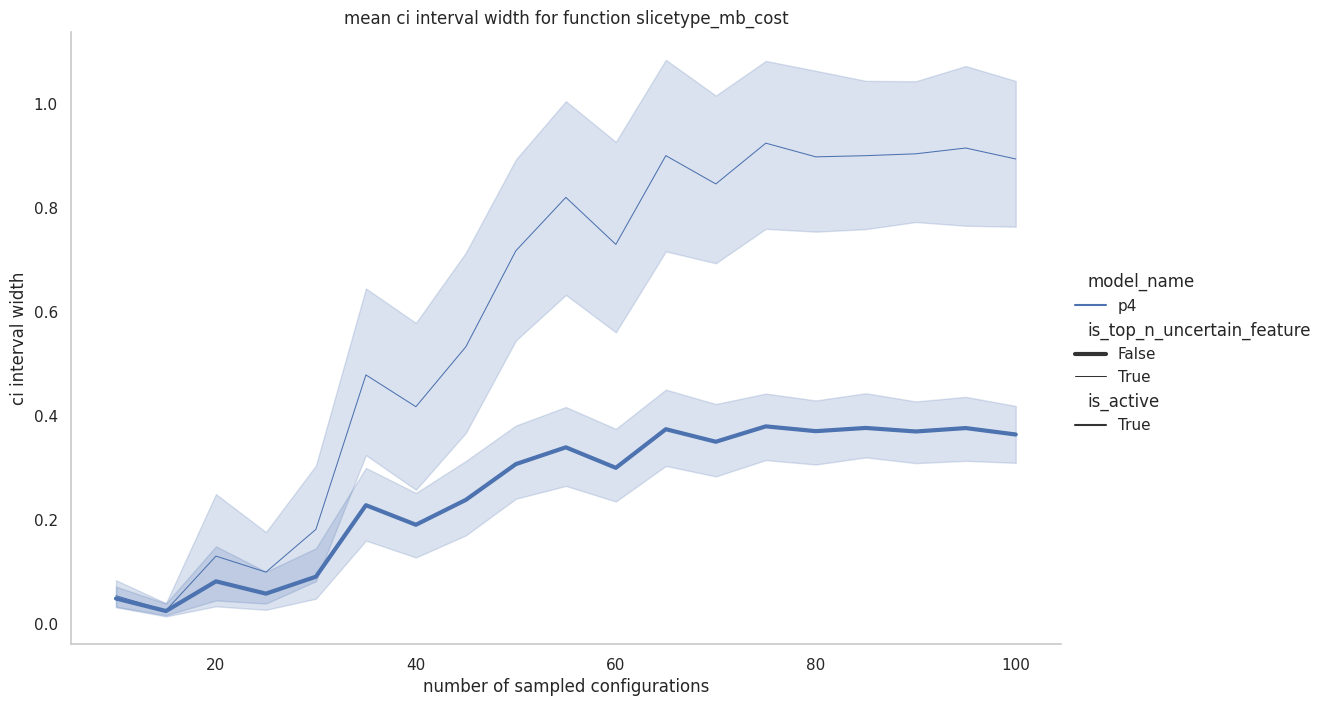 mean ci interval width for function slicetype_mb_cost
ci interval width
1.0
0.8
0.6
0.4
0.2
0.0
20
40
60
80
100
number of sampled configurations
model_name
p4
is_top_n_uncertain_feature
False
True
is_active
True